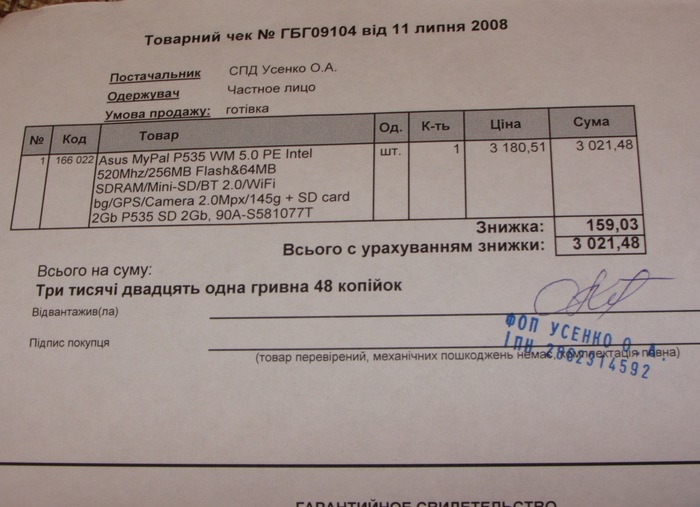 Товарний чек № ГБГ09104 від 11 липня 2008
Постачальник СПД Усенко О.А.
Одержувач Частное лицо
Умова продажу: готівка
№ Код Товар Од. К-ть Ціна Сума
1 166 022 Asus MyPal P535 WM 5.0 PE Intel шт. 1 3 180,51 3 021,48
520Mhz/256MB Flash&64MB
SDRAM/Mini-SD/BT 2.0/WiFi
bg/GPS/Camera 2.0Mpx/145g + SD card
2Gb P535 SD 2Gb, 90A-S581077T
Знижка: 159,03
Всього с урахуванням знижки: 3 021,48
Всього на суму:
Три тисячі двадцять одна гривна 48 копійок
Відвантажив(ла)
ФОП УСЕНКО О.А.
Підпис покупця
ІПН 2902314592
(товар перевірений, механічних пошкоджень немає, комплектація повна)
ГАРАНТИЙНОЕ СВИДЕТЕЛЬСТВО